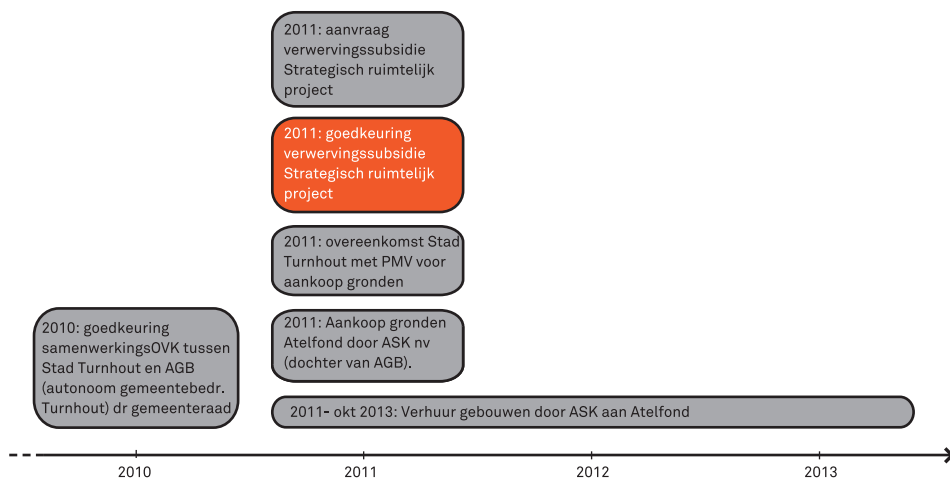 2011: aanvraag
verwervingssubsidie
Strategisch ruimtelijk
project
2011: goedkeuring
verwervingssubsidie
Strategisch ruimtelijk
project
2011: overeenkomst Stad
Turnhout met PMV voor
aankoop gronden
2010: goedkeuring
samenwerkingsOVK tussen
Stad Turnhout en AGB
(autonoom gemeentebedr.
Turnhout) dr gemeenteraad
2011: Aankoop gronden
Atelfond door ASK nv
(dochter van AGB).
2011- okt 2013: Verhuur gebouwen door ASK aan Atelfond
2010
2011
2012
2013